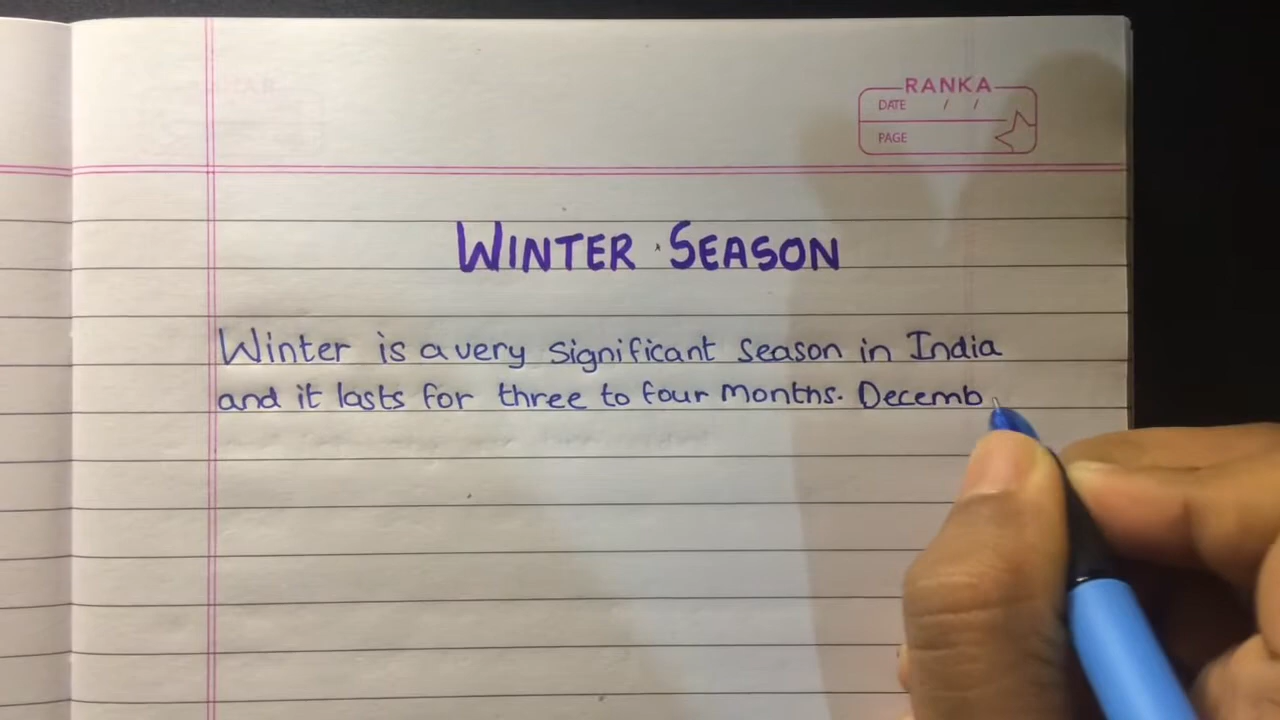 RANKA
DATE / /
PAGE
WINTER SEASON
Winter is a very significant season in India
and it lasts for three to four months. Decemb